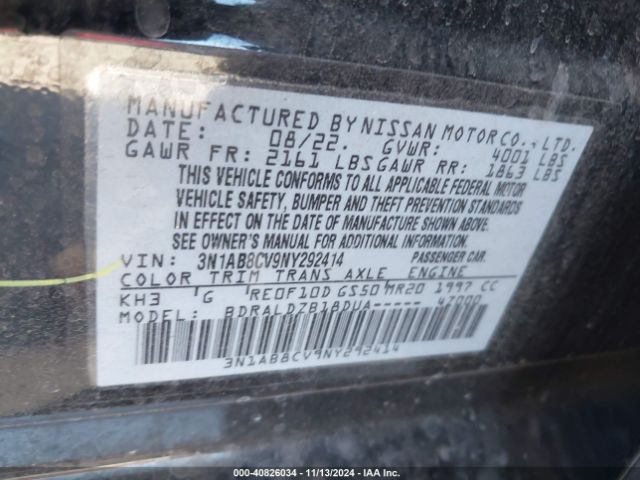 MANUFACTURED BY NISSAN MOTOR CO., LTD.
DATE: 08/22. GVWR: 4001 LBS
GAWR FR: 2161 LBS GAWR RR: 1863 LBS
THIS VEHICLE CONFORMS TO ALL APPLICABLE FEDERAL MOTOR
VEHICLE SAFETY, BUMPER AND THEFT PREVENTION STANDARDS
IN EFFECT ON THE DATE OF MANUFACTURE SHOWN ABOVE.
SEE OWNER'S MANUAL FOR ADDITIONAL INFORMATION.
VIN: 3N1AB8CV9NY292414 PASSENGER CAR.
COLOR TRIM TRANS AXLE ENGINE
KH3 G RE0F10D GS50 MR20 1997 CC
MODEL BDRALDZB18DUA----- 4Z000
3N1AB8CV9NY292414
000-40826034 | 11/13/2024 - IAA Inc.